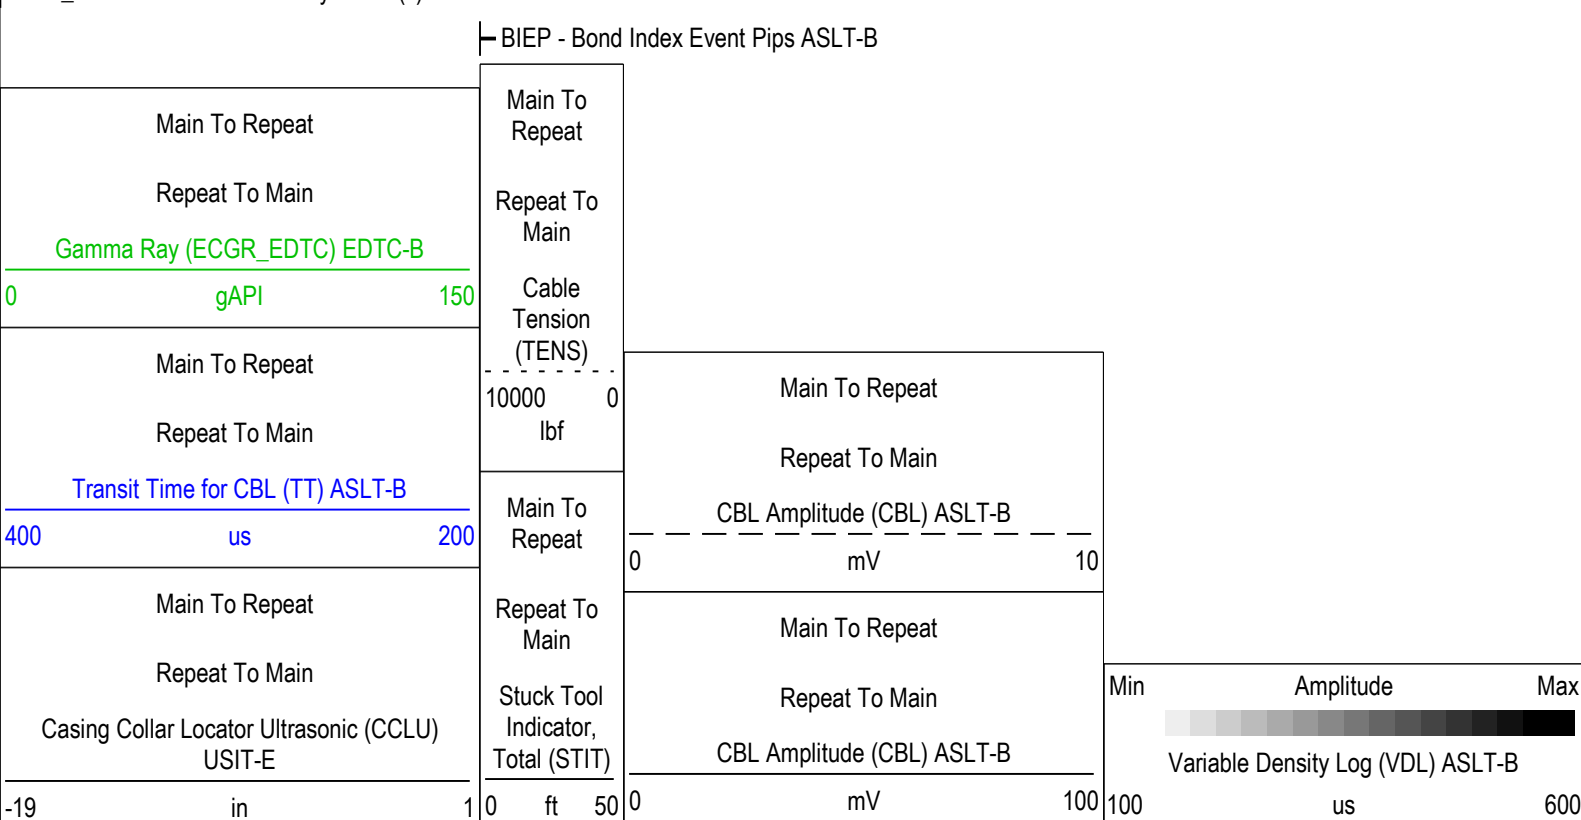 BIEP - Bond Index Event Pips ASLT-B
Main To Repeat
Repeat To Main
Gamma Ray (ECGR_EDTC) EDTC-B
0 gAPI 150
Main To Repeat
Repeat To Main
Transit Time for CBL (TT) ASLT-B
400 us 200
Main To Repeat
Repeat To Main
Casing Collar Locator Ultrasonic (CCLU)
USIT-E
-19 in 1
Main To
Repeat
Repeat To
Main
Cable
Tension
(TENS)
10000 0
lbf
Main To
Repeat
Repeat To
Main
Stuck Tool
Indicator,
Total (STIT)
0 ft 50
Main To Repeat
Repeat To Main
CBL Amplitude (CBL) ASLT-B
0 mV 10
Main To Repeat
Repeat To Main
CBL Amplitude (CBL) ASLT-B
0 mV 100
Min Amplitude Max
Variable Density Log (VDL) ASLT-B
100 us 600